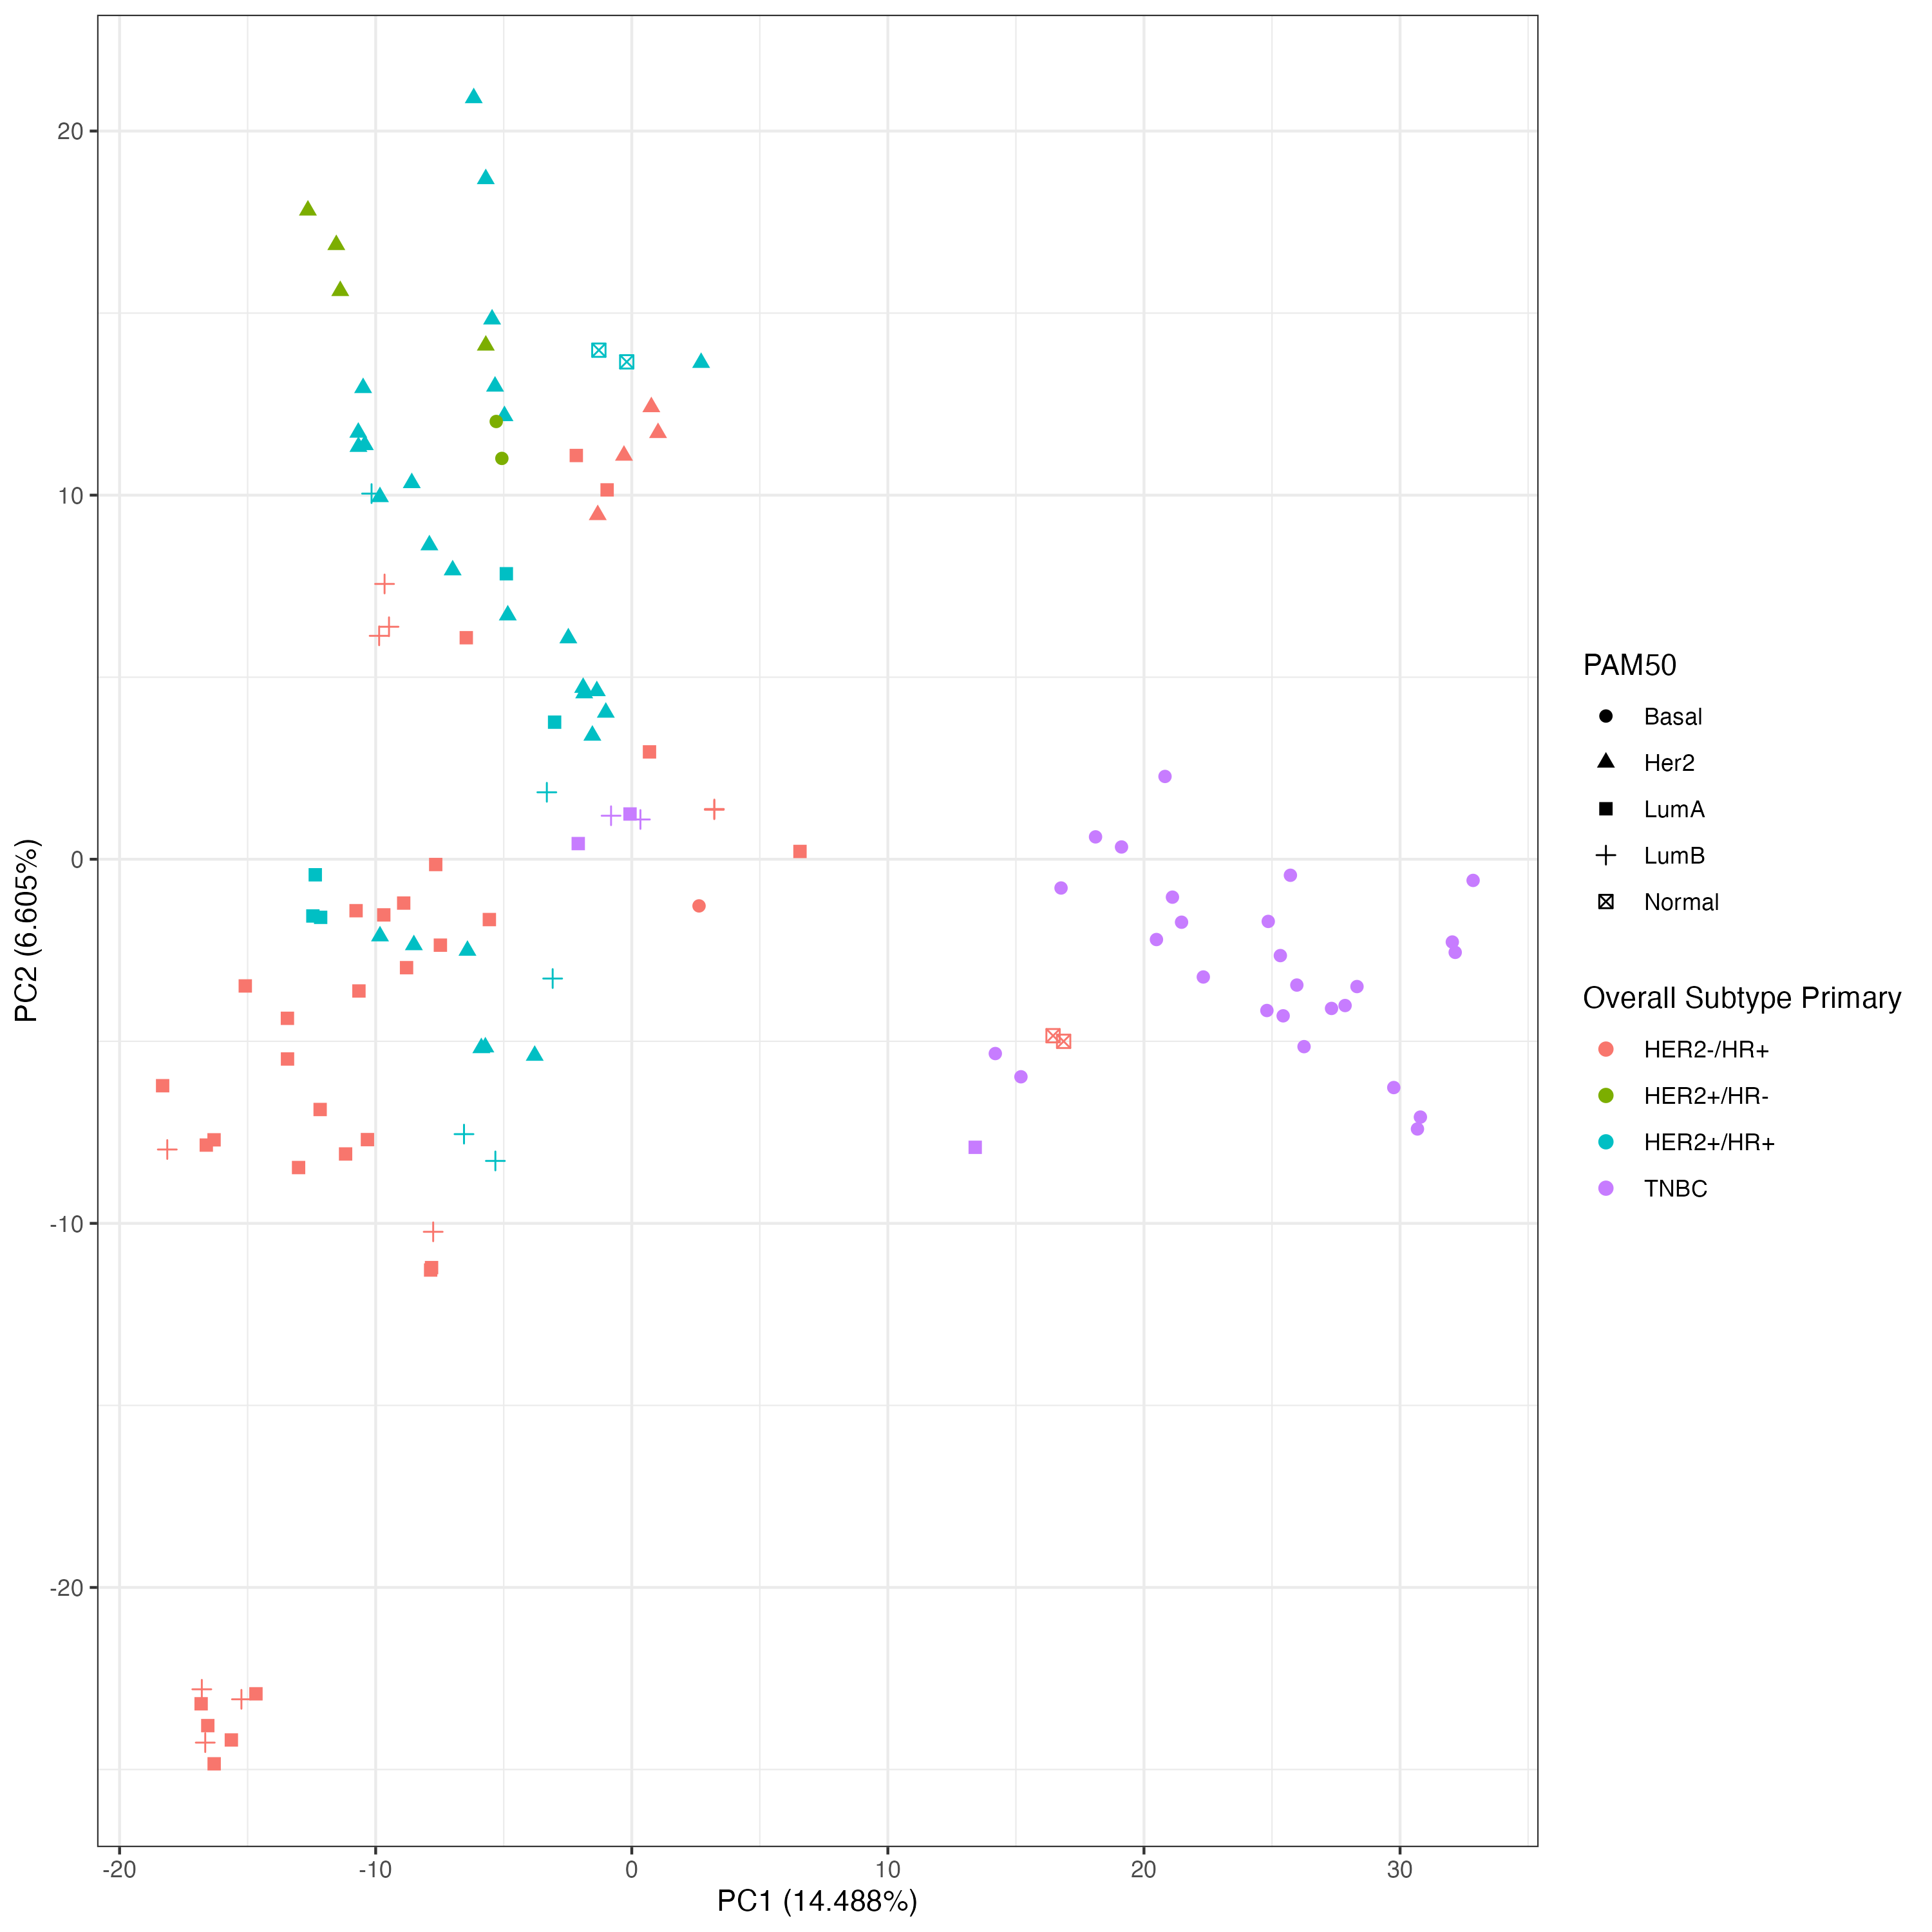 20
10
0
-10
-20
PC2 (6.605%)
-20
-10
0
10
20
30
PC1 (14.488%)
PAM50
Basal
Her2
LumA
LumB
Normal
Overall Subtype Primary
HER2-/HR+
HER2+/HR-
HER2+/HR+
TNBC